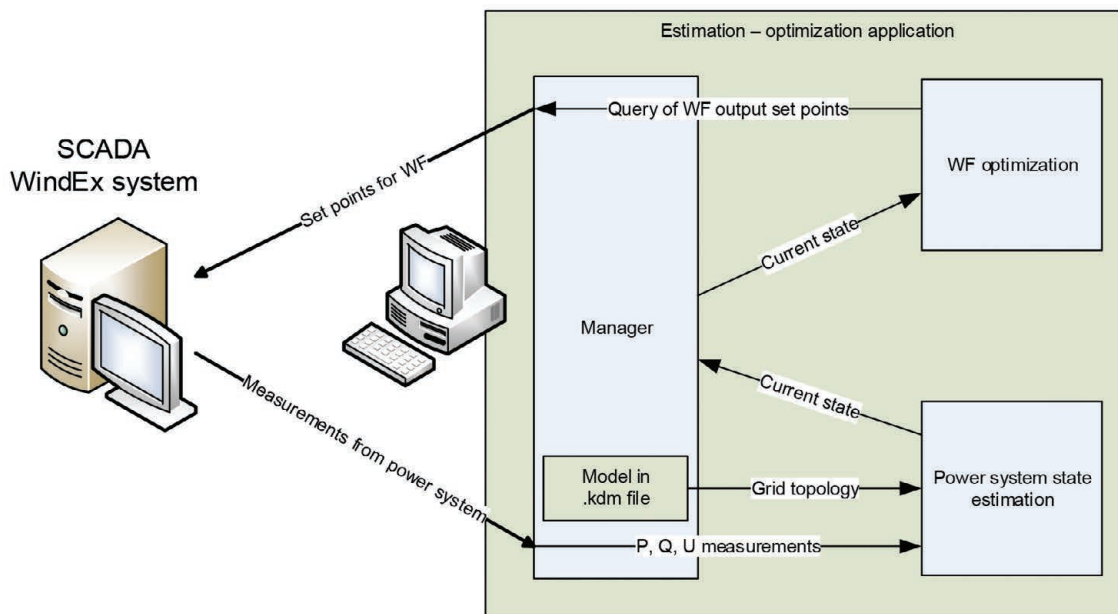 Estimation – optimization application
Query of WF output set points
WF optimization
SCADA
WindEx system
Set points for WF
Current state
Manager
Current state
Measurements from power system
Model in
.kdm file
Grid topology
Power system state
estimation
P, Q, U measurements